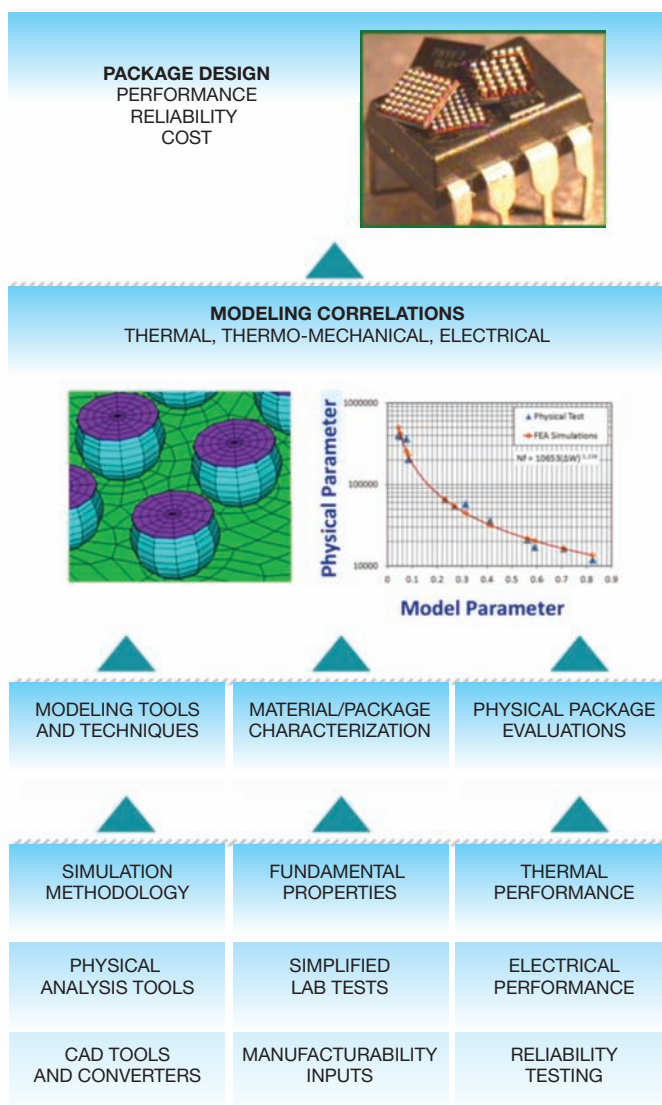 PACKAGE DESIGN
PERFORMANCE
RELIABILITY
COST
MODELING CORRELATIONS
THERMAL, THERMO-MECHANICAL, ELECTRICAL
Physical Parameter
1000000
100000
10000
Physical Test
FEA Simulations
Nf = 10653(ΔW)
0 0.1 0.2 0.3 0.4 0.5 0.6 0.7 0.8 0.9
Model Parameter
MODELING TOOLS
AND TECHNIQUES
MATERIAL/PACKAGE
CHARACTERIZATION
PHYSICAL PACKAGE
EVALUATIONS
SIMULATION
METHODOLOGY
FUNDAMENTAL
PROPERTIES
THERMAL
PERFORMANCE
PHYSICAL
ANALYSIS TOOLS
SIMPLIFIED
LAB TESTS
ELECTRICAL
PERFORMANCE
CAD TOOLS
AND CONVERTERS
MANUFACTURABILITY
INPUTS
RELIABILITY
TESTING